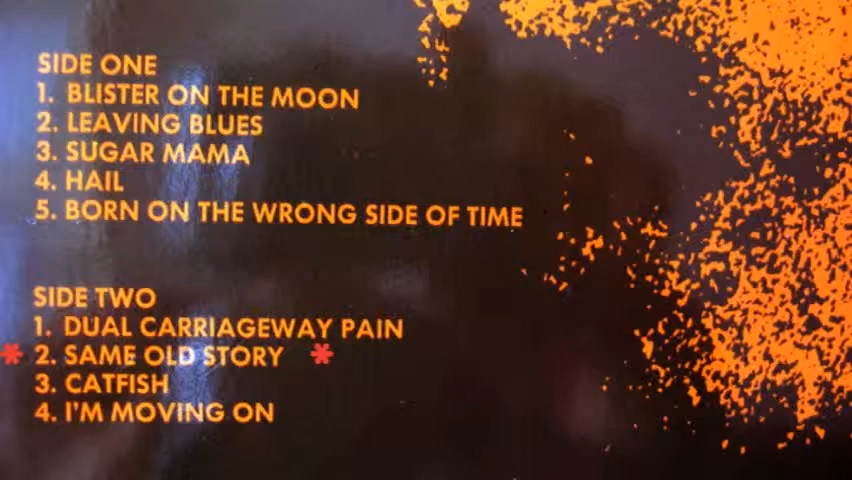 SIDE ONE
1. BLISTER ON THE MOON
2. LEAVING BLUES
3. SUGAR MAMA
4. HAIL
5. BORN ON THE WRONG SIDE OF TIME
SIDE TWO
1. DUAL CARRIAGEWAY PAIN
* 2. SAME OLD STORY *
3. CATFISH
4. I'M MOVING ON